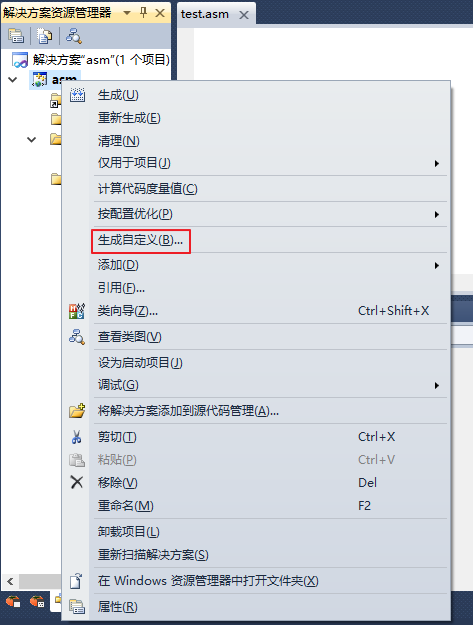 解决方案资源管理器
test.asm
解决方案"asm"(1 个项目)
asm
生成(U)
重新生成(E)
清理(N)
仅用于项目(J)
计算代码度量值(C)
按配置优化(P)
生成自定义(B)...
添加(D)
引用(F)...
类向导(Z)... Ctrl+Shift+X
查看类图(V)
设为启动项目(J)
调试(G)
将解决方案添加到源代码管理(A)...
剪切(T) Ctrl+X
粘贴(P) Ctrl+V
移除(V) Del
重命名(M) F2
卸载项目(L)
重新扫描解决方案(S)
在 Windows 资源管理器中打开文件夹(X)
属性(R)